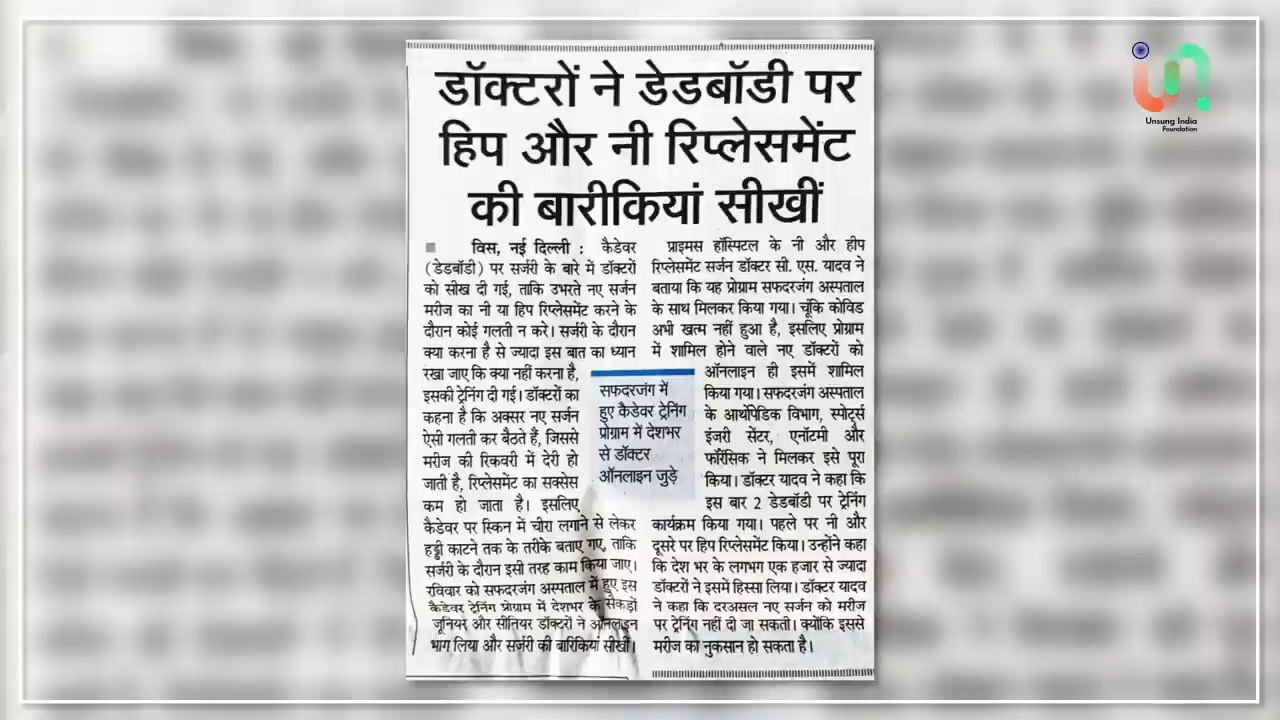 डॉक्टरों ने डेडबॉडी पर
हिप और नी रिप्लेसमेंट
की बारीकियां सीखीं
विस, नई दिल्ली : कैडेवर
(डेडबॉडी) पर सर्जरी के बारे में डॉक्टरों
को सीख दी गई, ताकि उभरते नए सर्जन
मरीज का नी या हिप रिप्लेसमेंट करने के
दौरान कोई गलती न करे। सर्जरी के दौरान
क्या करना है से ज्यादा इस बात का ध्यान
रखा जाए कि क्या नहीं करना है,
इसकी ट्रेनिंग दी गई। डॉक्टरों का
कहना है कि अक्सर नए सर्जन
ऐसी गलती कर बैठते हैं, जिससे
मरीज की रिकवरी में देरी हो
जाती है, रिप्लेसमेंट का सक्सेस
कम हो जाता है। इसलिए
कैडेवर पर स्किन में चीरा लगाने से लेकर
हड्डी काटने तक के तरीके बताए गए, ताकि
सर्जरी के दौरान इसी तरह काम किया जाए।
रविवार को सफदरजंग अस्पताल में हुए इस
कैडेवर ट्रेनिंग प्रोग्राम में देशभर के सैकड़ों
जूनियर और सीनियर डॉक्टरों ने ऑनलाइन
भाग लिया और सर्जरी की बारिकियां सीखीं।
सफदरजंग में
हुए कैडेवर ट्रेनिंग
प्रोग्राम में देशभर
से डॉक्टर
ऑनलाइन जुड़े
प्राइमस हॉस्पिटल के नी और हीप
रिप्लेसमेंट सर्जन डॉक्टर सी. एस. यादव ने
बताया कि यह प्रोग्राम सफदरजंग अस्पताल
के साथ मिलकर किया गया। चूंकि कोविड
अभी खत्म नहीं हुआ है, इसलिए प्रोग्राम
में शामिल होने वाले नए डॉक्टरों को
ऑनलाइन ही इसमें शामिल
किया गया। सफदरजंग अस्पताल
के आर्थोपेडिक विभाग, स्पोर्ट्स
इंजरी सेंटर, एनॉटमी और
फॉरेंसिक ने मिलकर इसे पूरा
किया। डॉक्टर यादव ने कहा कि
इस बार 2 डेडबॉडी पर ट्रेनिंग
कार्यक्रम किया गया। पहले पर नी और
दूसरे पर हिप रिप्लेसमेंट किया। उन्होंने कहा
कि देश भर के लगभग एक हजार से ज्यादा
डॉक्टरों ने इसमें हिस्सा लिया। डॉक्टर यादव
ने कहा कि दरअसल नए सर्जन को मरीज
पर ट्रेनिंग नहीं दी जा सकती। क्योंकि इससे
मरीज को नुकसान हो सकता है।
Unsung India
Foundation